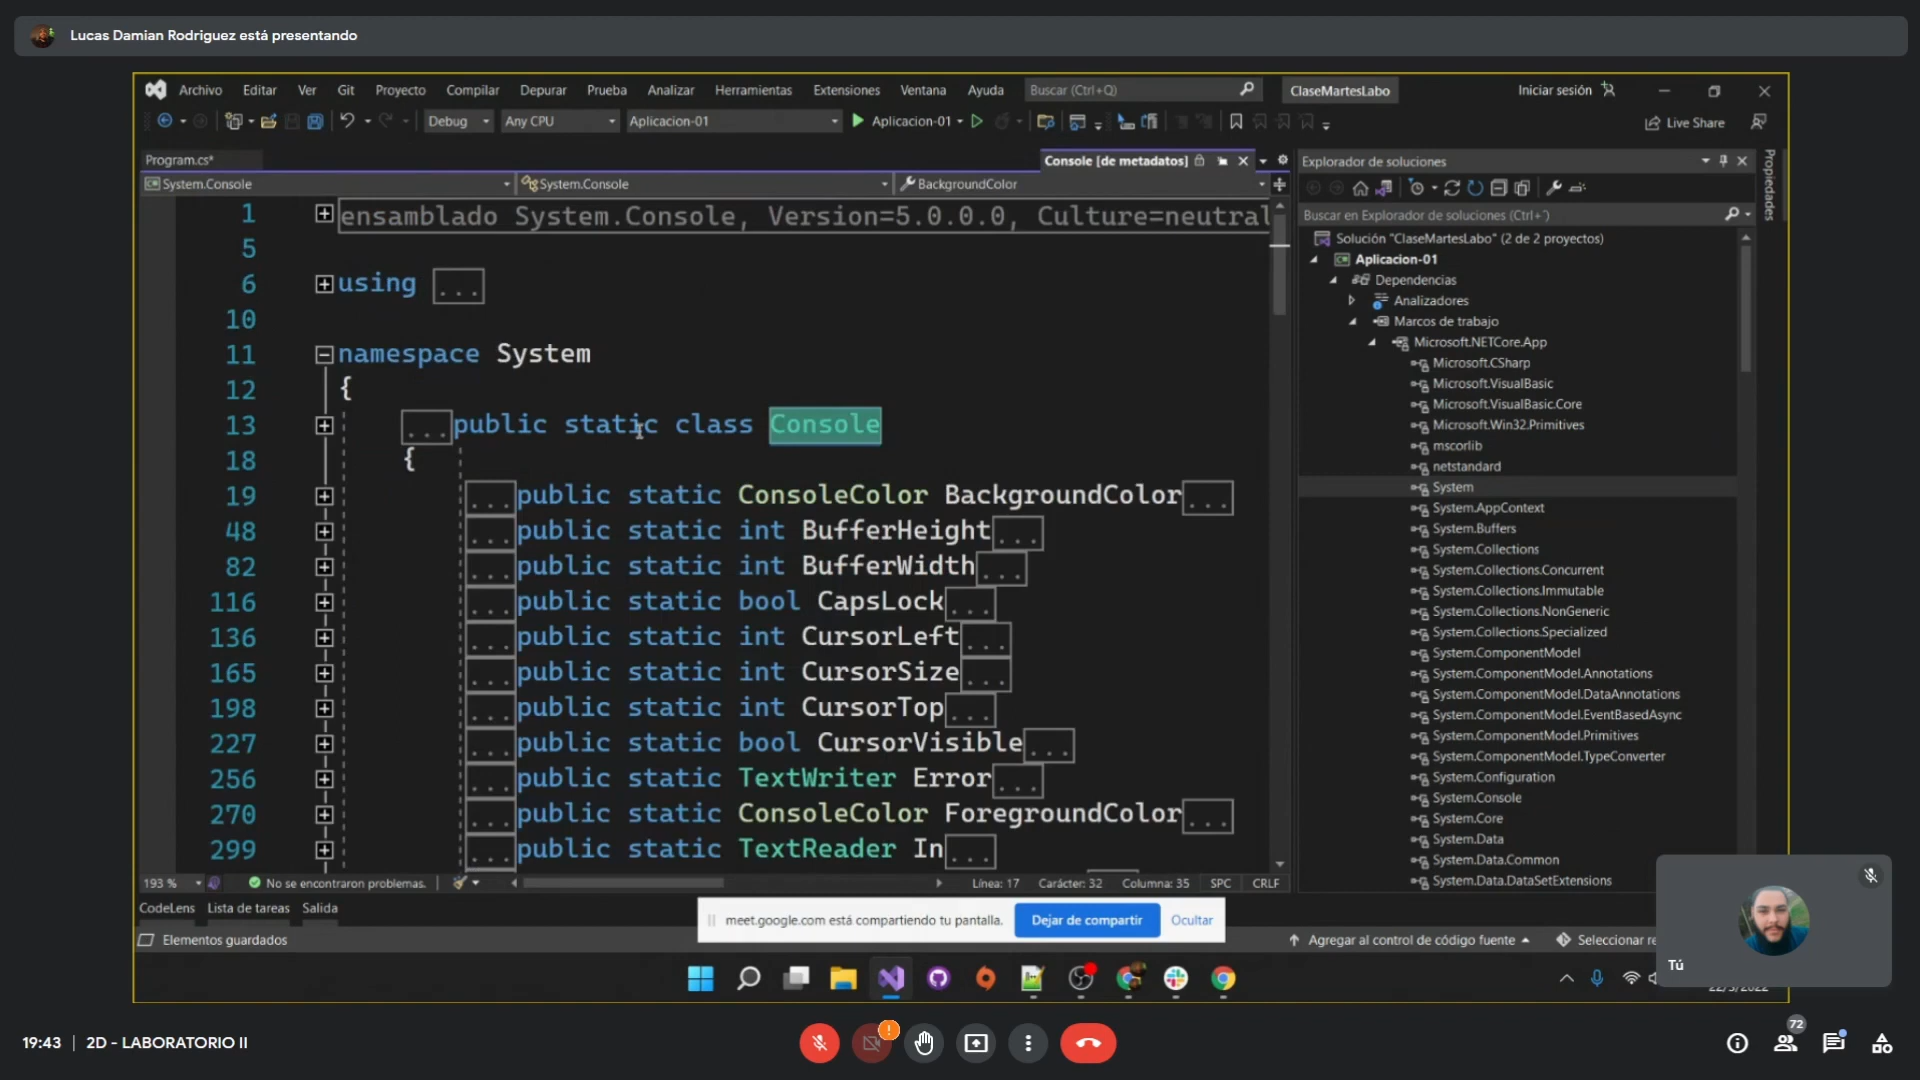 Lucas Damian Rodriguez está presentando
Archivo Editar Ver Git Proyecto Compilar Depurar Prueba Analizar Herramientas Extensiones Ventana Ayuda Buscar (Ctrl+Q) ClaseMartesLabo Iniciar sesión
Debug Any CPU Aplicacion-01 Aplicacion-01 Live Share
Program.cs* Console [de metadatos]
System.Console System.Console BackgroundColor
1 ensamblado System.Console, Version=5.0.0.0, Culture=neutral
5
6 using ...
10
11 namespace System
12 {
13 ...public static class Console
18 {
19 ...public static ConsoleColor BackgroundColor...
48 ...public static int BufferHeight...
82 ...public static int BufferWidth...
116 ...public static bool CapsLock...
136 ...public static int CursorLeft...
165 ...public static int CursorSize...
198 ...public static int CursorTop...
227 ...public static bool CursorVisible...
256 ...public static TextWriter Error...
270 ...public static ConsoleColor ForegroundColor...
299 ...public static TextReader In...
193 % No se encontraron problemas. Línea: 17 Carácter: 32 Columna: 35 SPC CRLF
CodeLens Lista de tareas Salida
Elementos guardados
Explorador de soluciones
Propiedades
Buscar en Explorador de soluciones (Ctrl+´)
Solución "ClaseMartesLabo" (2 de 2 proyectos)
Aplicacion-01
Dependencias
Analizadores
Marcos de trabajo
Microsoft.NETCore.App
Microsoft.CSharp
Microsoft.VisualBasic
Microsoft.VisualBasic.Core
Microsoft.Win32.Primitives
mscorlib
netstandard
System
System.AppContext
System.Buffers
System.Collections
System.Collections.Concurrent
System.Collections.Immutable
System.Collections.NonGeneric
System.Collections.Specialized
System.ComponentModel
System.ComponentModel.Annotations
System.ComponentModel.DataAnnotations
System.ComponentModel.EventBasedAsync
System.ComponentModel.Primitives
System.ComponentModel.TypeConverter
System.Configuration
System.Console
System.Core
System.Data
System.Data.Common
System.Data.DataSetExtensions
meet.google.com está compartiendo tu pantalla. Dejar de compartir Ocultar
Agregar al control de código fuente Seleccionar
Tú
19:43 | 2D - LABORATORIO II
72